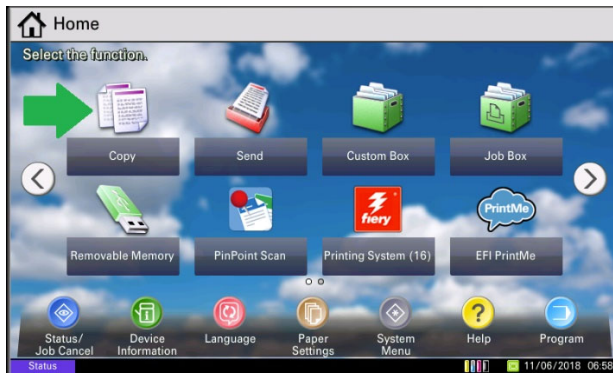 Home
Select the function.
Copy
Send
Custom Box
Job Box
Removable Memory
PinPoint Scan
fiery
Printing System (16)
PrintMe
EFI PrintMe
Status/
Job Cancel
Device
Information
Language
Paper
Settings
System
Menu
Help
Program
Status
11/06/2018 06:58